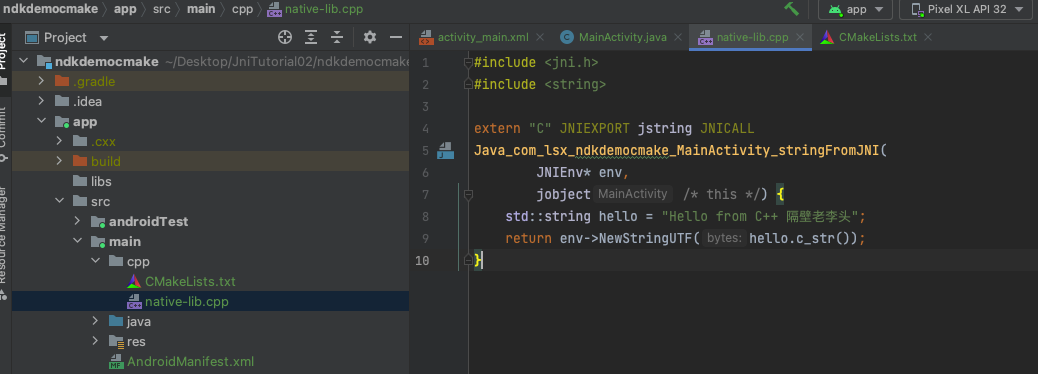 ndkdemocmake app src main cpp native-lib.cpp
app Pixel XL API 32
Project
Project
activity_main.xml MainActivity.java native-lib.cpp CMakeLists.txt
Commit
Resource Manager
ndkdemocmake ~/Desktop/JniTutorial02/ndkdemocmake
.gradle
.idea
app
.cxx
build
libs
src
androidTest
main
cpp
CMakeLists.txt
native-lib.cpp
java
res
AndroidManifest.xml
1 #include <jni.h>
2 #include <string>
3
4 extern "C" JNIEXPORT jstring JNICALL
5 Java_com_lsx_ndkdemocmake_MainActivity_stringFromJNI(
6 JNIEnv* env,
7 jobject MainActivity /* this */) {
8 std::string hello = "Hello from C++ 隔壁老李头";
9 return env->NewStringUTF( bytes: hello.c_str());
10 }